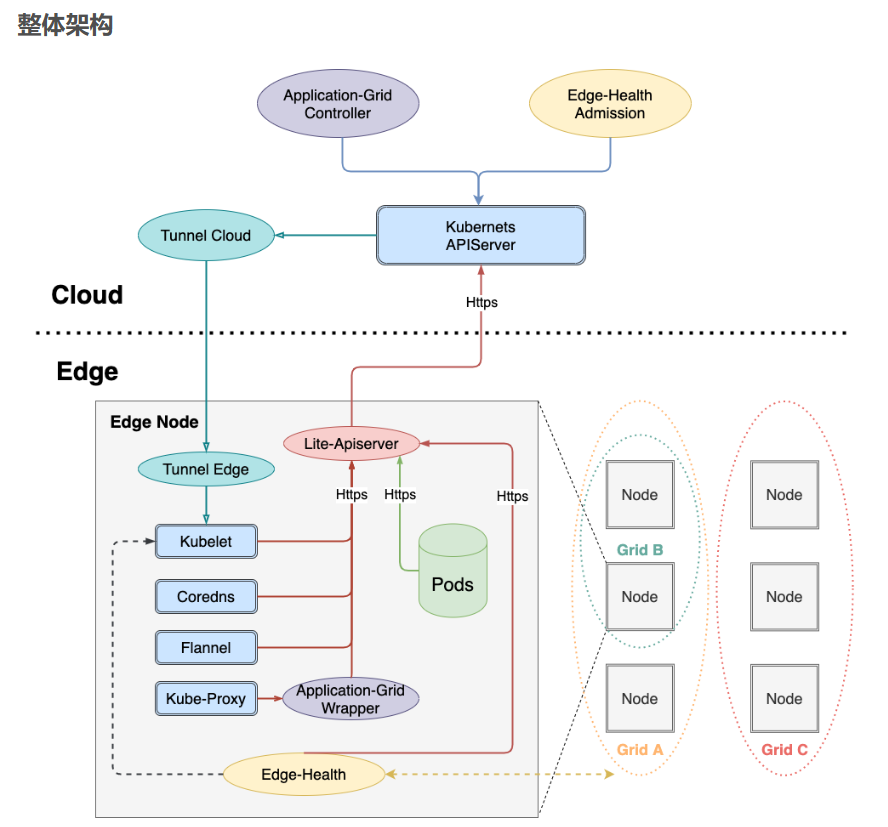 整体架构
Application-Grid
Controller
Edge-Health
Admission
Kubernets
APIServer
Tunnel Cloud
Cloud
Https
Edge
Edge Node
Lite-Apiserver
Tunnel Edge
Https
Https
Https
Kubelet
Coredns
Flannel
Kube-Proxy
Application-Grid
Wrapper
Pods
Edge-Health
Node
Grid B
Node
Node
Grid A
Node
Node
Node
Grid C